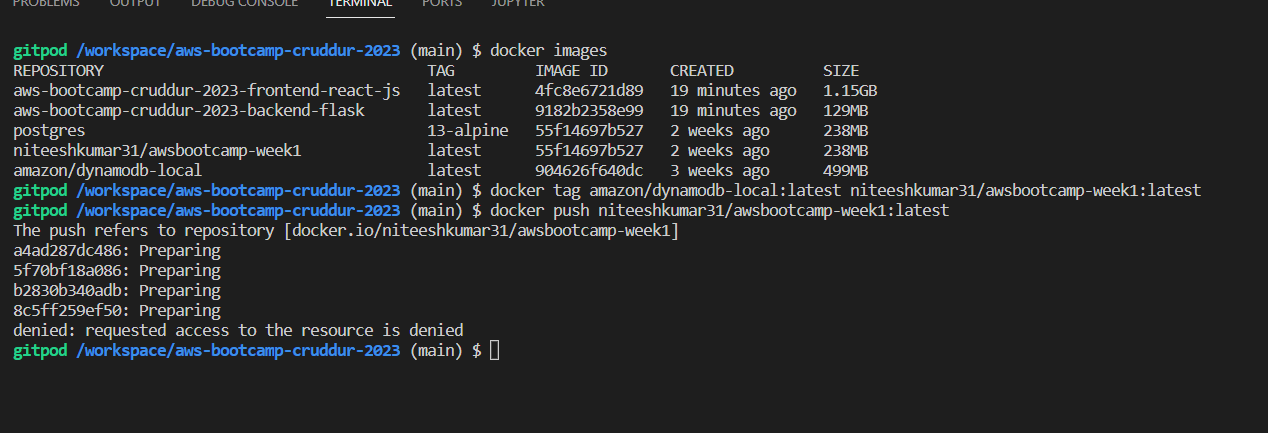 PROBLEMS OUTPUT DEBUG CONSOLE TERMINAL PORTS JUPYTER
gitpod /workspace/aws-bootcamp-cruddur-2023 (main) $ docker images
REPOSITORY TAG IMAGE ID CREATED SIZE
aws-bootcamp-cruddur-2023-frontend-react-js latest 4fc8e6721d89 19 minutes ago 1.15GB
aws-bootcamp-cruddur-2023-backend-flask latest 9182b2358e99 19 minutes ago 129MB
postgres 13-alpine 55f14697b527 2 weeks ago 238MB
niteeshkumar31/awsbootcamp-week1 latest 55f14697b527 2 weeks ago 238MB
amazon/dynamodb-local latest 904626f640dc 3 weeks ago 499MB
gitpod /workspace/aws-bootcamp-cruddur-2023 (main) $ docker tag amazon/dynamodb-local:latest niteeshkumar31/awsbootcamp-week1:latest
gitpod /workspace/aws-bootcamp-cruddur-2023 (main) $ docker push niteeshkumar31/awsbootcamp-week1:latest
The push refers to repository [docker.io/niteeshkumar31/awsbootcamp-week1]
a4ad287dc486: Preparing
5f70bf18a086: Preparing
b2830b340adb: Preparing
8c5ff259ef50: Preparing
denied: requested access to the resource is denied
gitpod /workspace/aws-bootcamp-cruddur-2023 (main) $